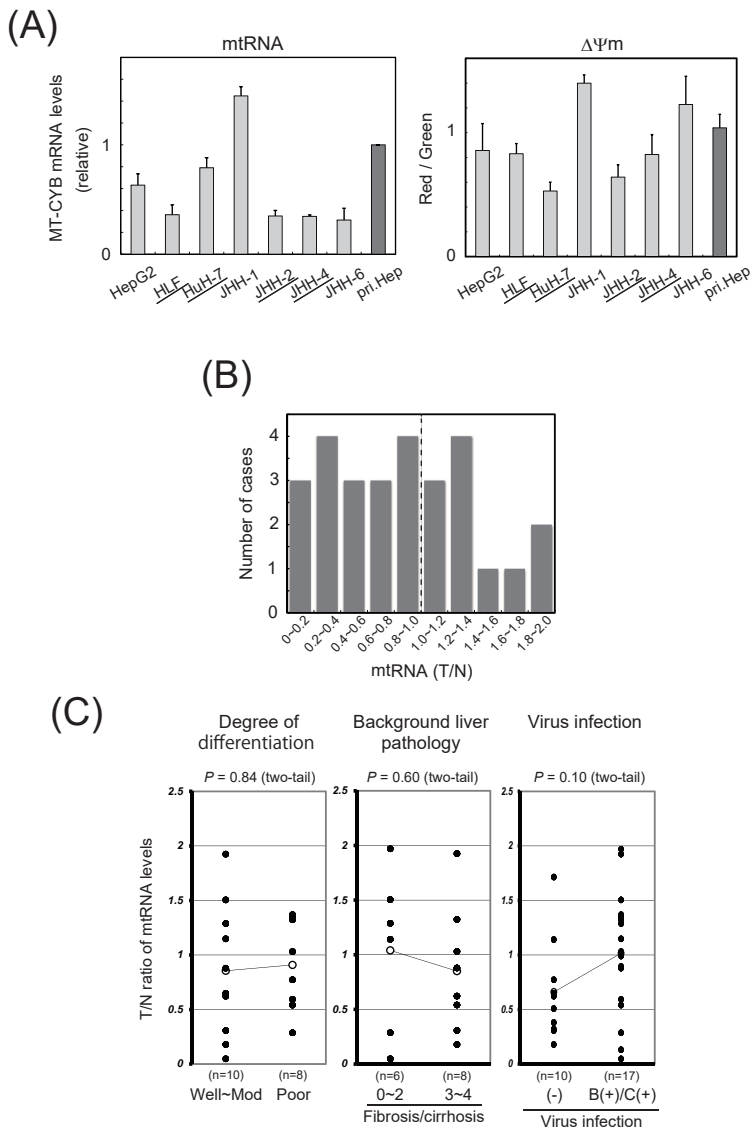 (A)
mtRNA
MT-CYB mRNA levels
(relative)
1
0
HepG2
HLF
HuH-7
JHH-1
JHH-2
JHH-4
JHH-6
pri.Hep
ΔΨm
Red / Green
1
0
HepG2
HLF
HuH-7
JHH-1
JHH-2
JHH-4
JHH-6
pri.Hep
(B)
Number of cases
4
3
2
1
0
0~0.2
0.2~0.4
0.4~0.6
0.6~0.8
0.8~1.0
1.0~1.2
1.2~1.4
1.4~1.6
1.6~1.8
1.8~2.0
mtRNA (T/N)
(C)
Degree of
differentiation
P = 0.84 (two-tail)
T/N ratio of mtRNA levels
2.5
2
1.5
1
0.5
0
(n=10)
Well~Mod
(n=8)
Poor
Background liver
pathology
P = 0.60 (two-tail)
2.5
2
1.5
1
0.5
0
(n=6)
0~2
(n=8)
3~4
Fibrosis/cirrhosis
Virus infection
P = 0.10 (two-tail)
2.5
2
1.5
1
0.5
0
(n=10)
(-)
(n=17)
B(+)/C(+)
Virus infection